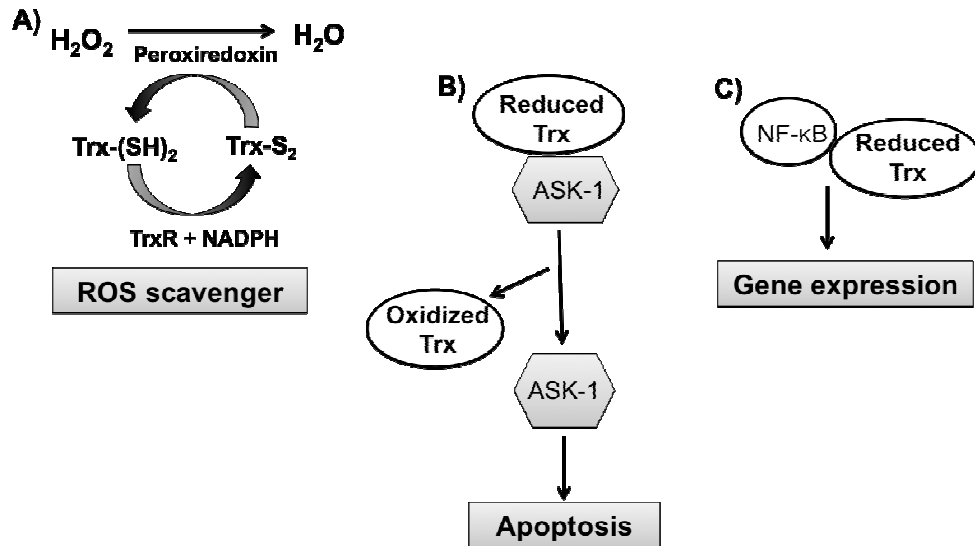 A)
H₂O₂ H₂O
Peroxiredoxin
Trx-(SH)₂ Trx-S₂
TrxR + NADPH
ROS scavenger
B)
Reduced
Trx
ASK-1
Oxidized
Trx
ASK-1
Apoptosis
C)
NF-κB
Reduced
Trx
Gene expression